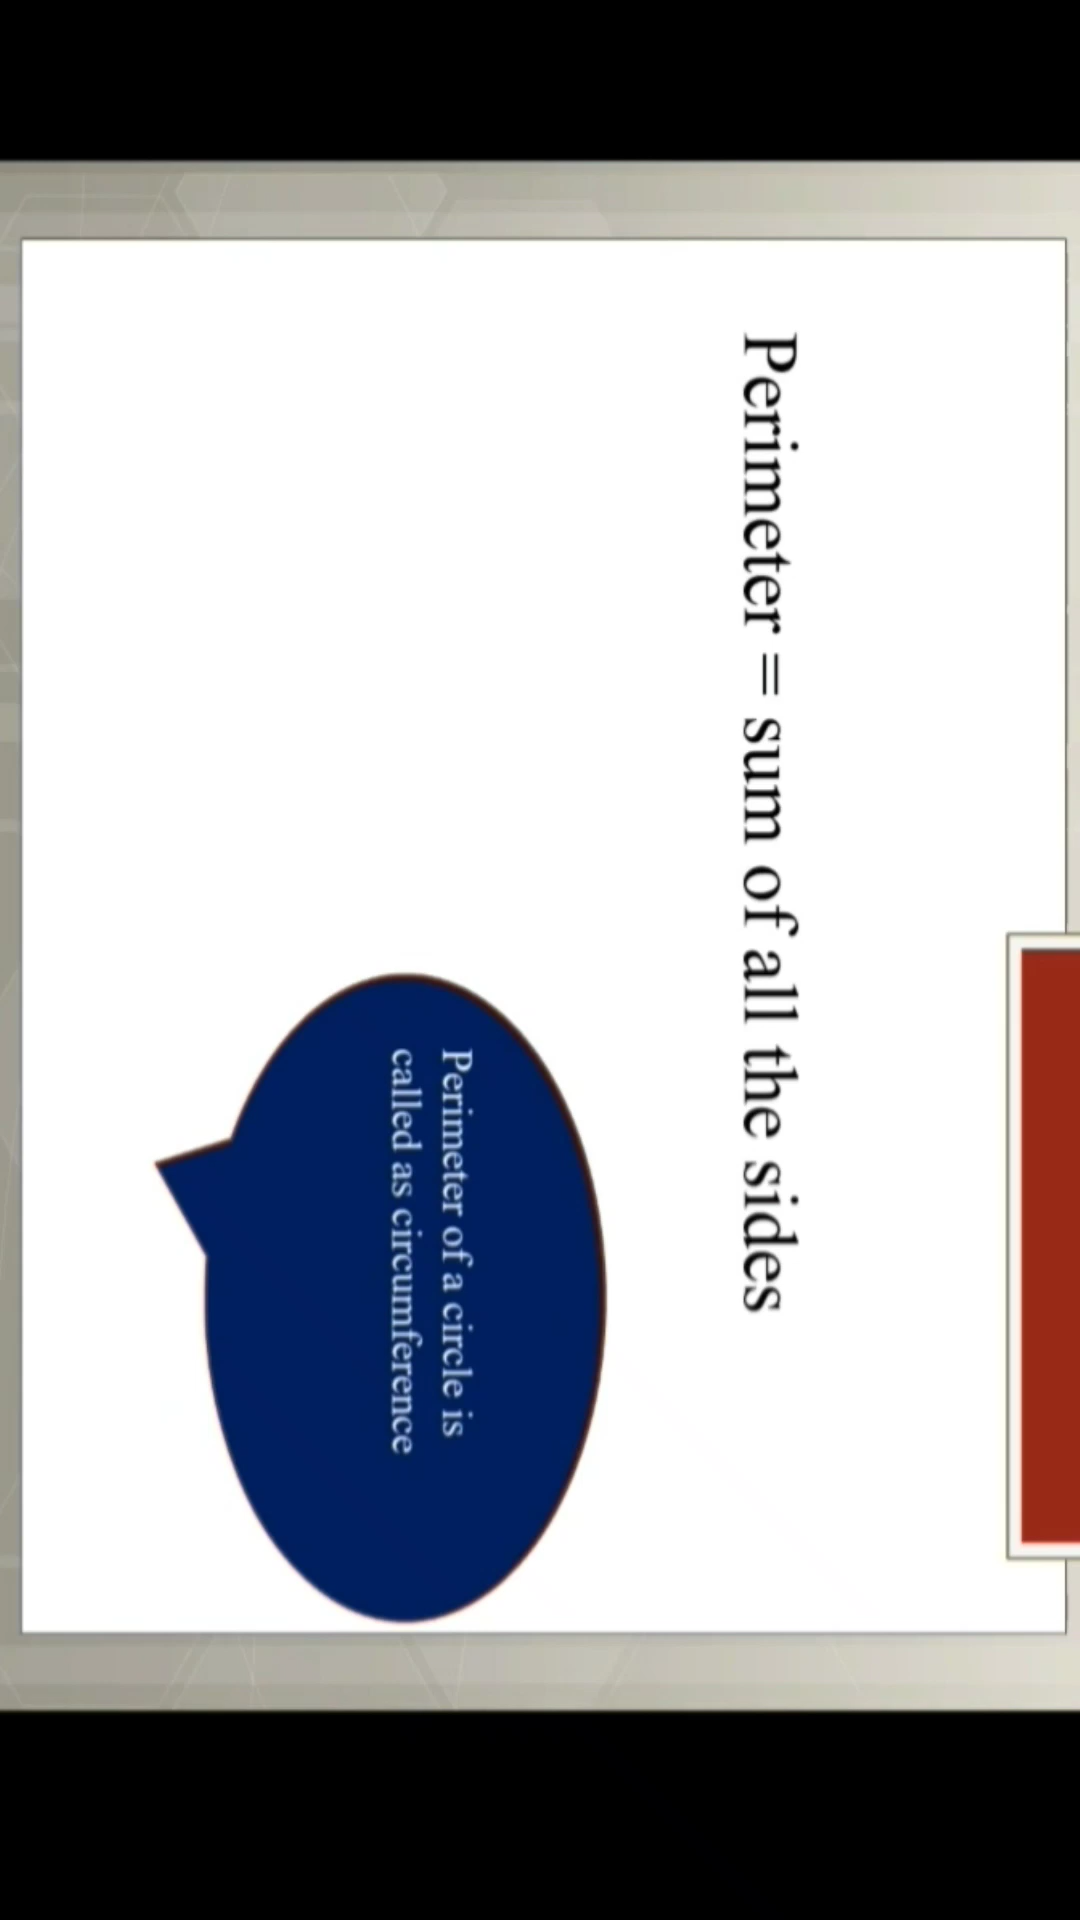 Perimeter = sum of all the sides
Perimeter of a circle is
called as circumference